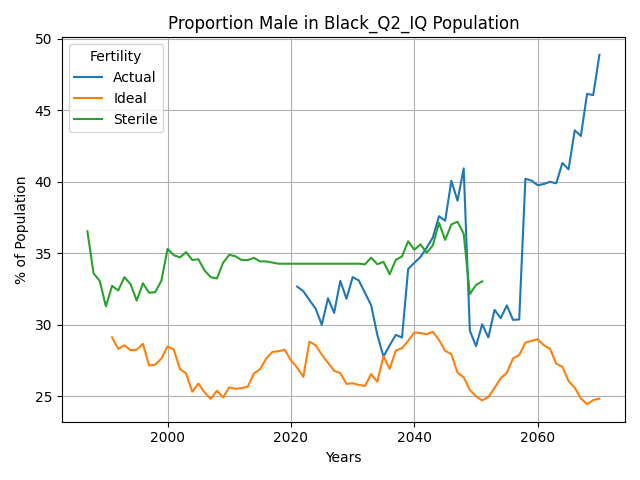 Proportion Male in Black_Q2_IQ Population
Fertility
Actual
Ideal
Sterile
% of Population
50
45
40
35
30
25
2000
2020
2040
2060
Years